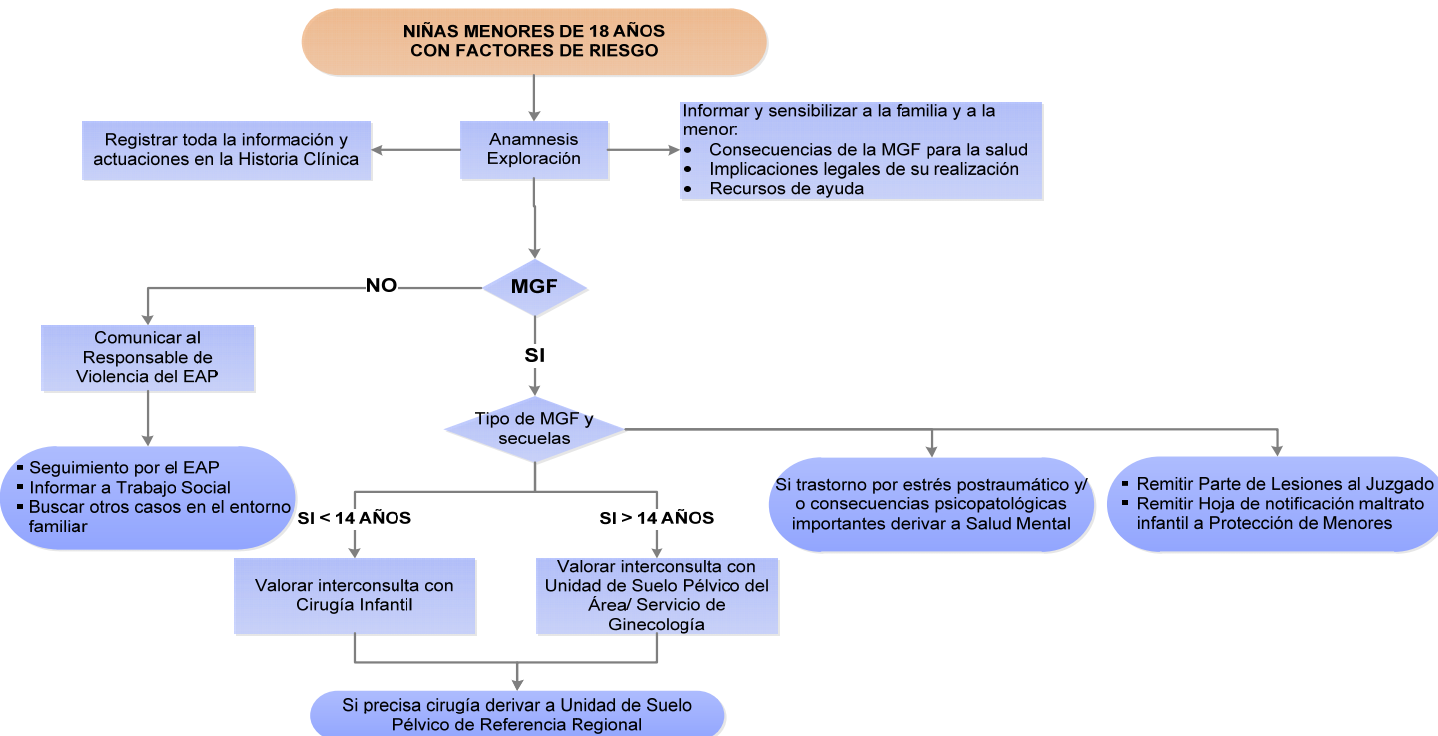 NIÑAS MENORES DE 18 AÑOS
CON FACTORES DE RIESGO
Registrar toda la información y
actuaciones en la Historia Clínica
Anamnesis
Exploración
Informar y sensibilizar a la familia y a la
menor:
• Consecuencias de la MGF para la salud
• Implicaciones legales de su realización
• Recursos de ayuda
NO
MGF
Comunicar al
Responsable de
Violencia del EAP
SI
Tipo de MGF y
secuelas
▪ Seguimiento por el EAP
▪ Informar a Trabajo Social
▪ Buscar otros casos en el entorno
familiar
SI < 14 AÑOS
SI > 14 AÑOS
Si trastorno por estrés postraumático y/
o consecuencias psicopatológicas
importantes derivar a Salud Mental
▪ Remitir Parte de Lesiones al Juzgado
▪ Remitir Hoja de notificación maltrato
infantil a Protección de Menores
Valorar interconsulta con
Cirugía Infantil
Valorar interconsulta con
Unidad de Suelo Pélvico del
Área/ Servicio de
Ginecología
Si precisa cirugía derivar a Unidad de Suelo
Pélvico de Referencia Regional